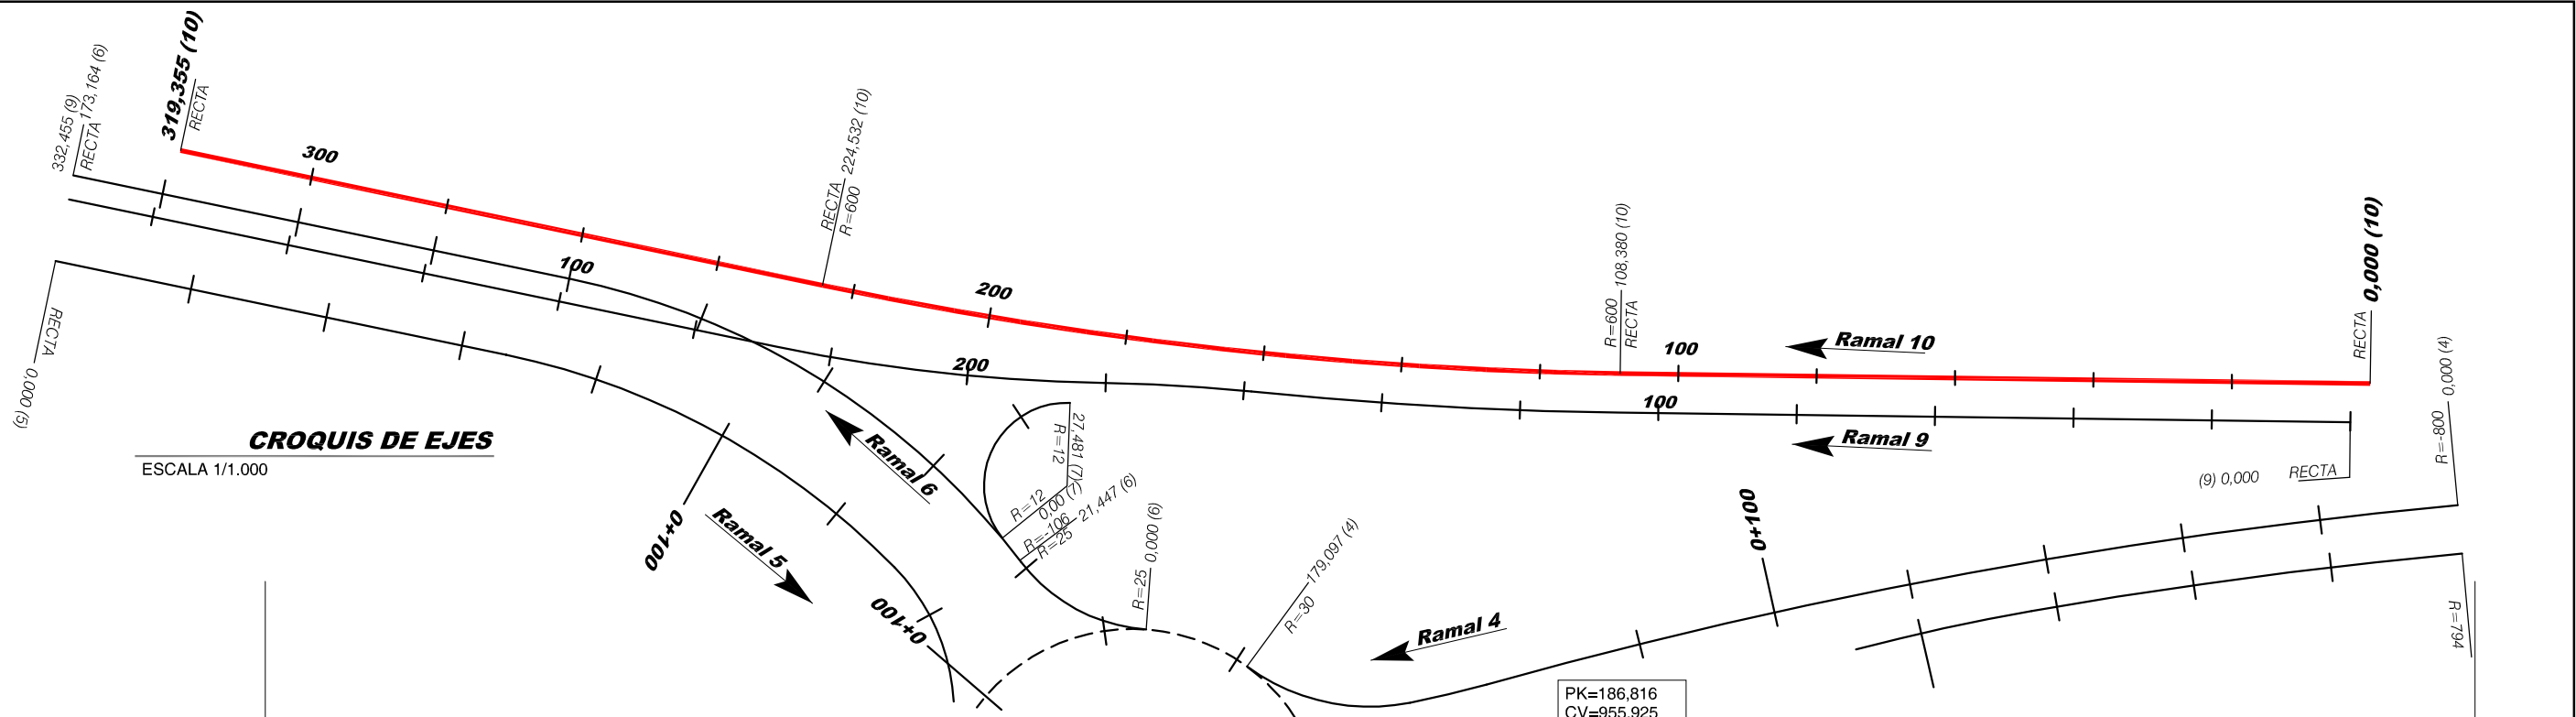 332,455 (9)
RECTA 173,164 (6)
319,355 (10)
RECTA
300
RECTA 224,532 (10)
R=600
100
200
200
R=600 108,380 (10)
RECTA
100
Ramal 10
RECTA 0,000 (10)
100
Ramal 9
(9) 0,000 RECTA
R=-800 0,000 (4)
RECTA 0,000 (5)
CROQUIS DE EJES
ESCALA 1/1.000
Ramal 6
27,481 (7)
R=12
R=12
0,00 (7)
R=-106 21,447 (6)
R=25
R=25 0,000 (6)
179,097 (4)
R=30
0+100
Ramal 5
0+100
0+100
Ramal 4
R=794
PK=186,816
CV=955,925